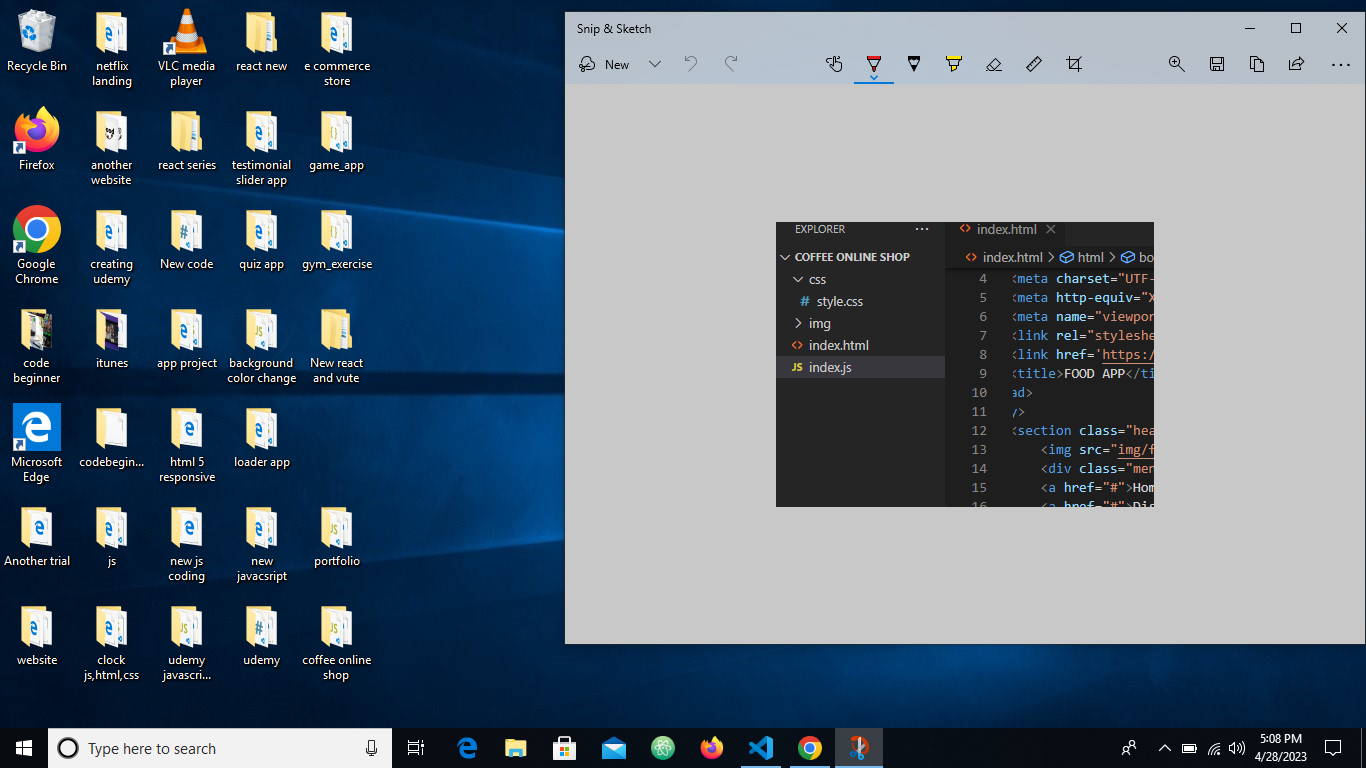 Recycle Bin
netflix
landing
VLC media
player
react new
e commerce
store
Firefox
another
website
react series
testimonial
slider app
game_app
Google
Chrome
creating
udemy
New code
quiz app
gym_exercise
code
beginner
itunes
app project
background
color change
New react
and vute
Microsoft
Edge
codebegin...
html 5
responsive
loader app
Another trial
js
new js
coding
new
javacsript
portfolio
website
clock
js,html,css
udemy
javascri...
udemy
coffee online
shop
Snip & Sketch
New
EXPLORER
COFFEE ONLINE SHOP
css
# style.css
img
<> index.html
JS index.js
<> index.html
<> index.html > html > bo
4 <meta charset="UTF-
5 <meta http-equiv="X
6 <meta name="viewpor
7 <link rel="styleshe
8 <link href='https:/
9 <title>FOOD APP</ti
10 ad>
11 y>
12 <section class="hea
13 <img src="img/f
14 <div class="men
15 <a href="#">Hom
16 <a href="#">Dis
Type here to search
5:08 PM
4/28/2023